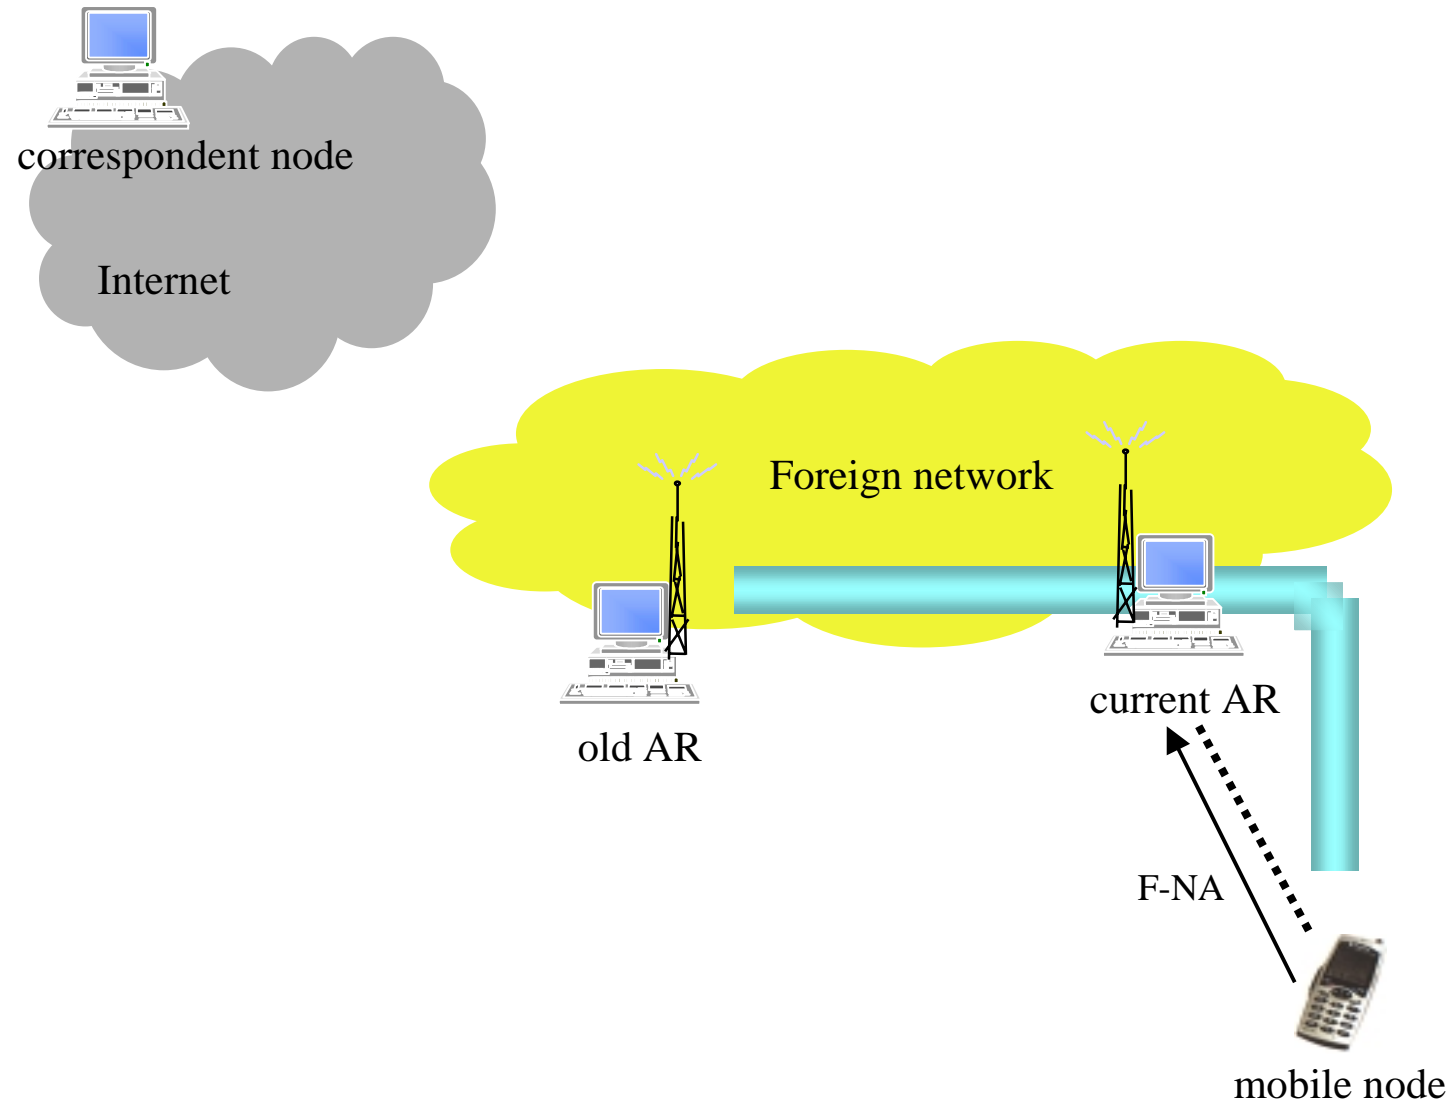 correspondent node
Internet
Foreign network
current AR
old AR
F-NA
mobile node